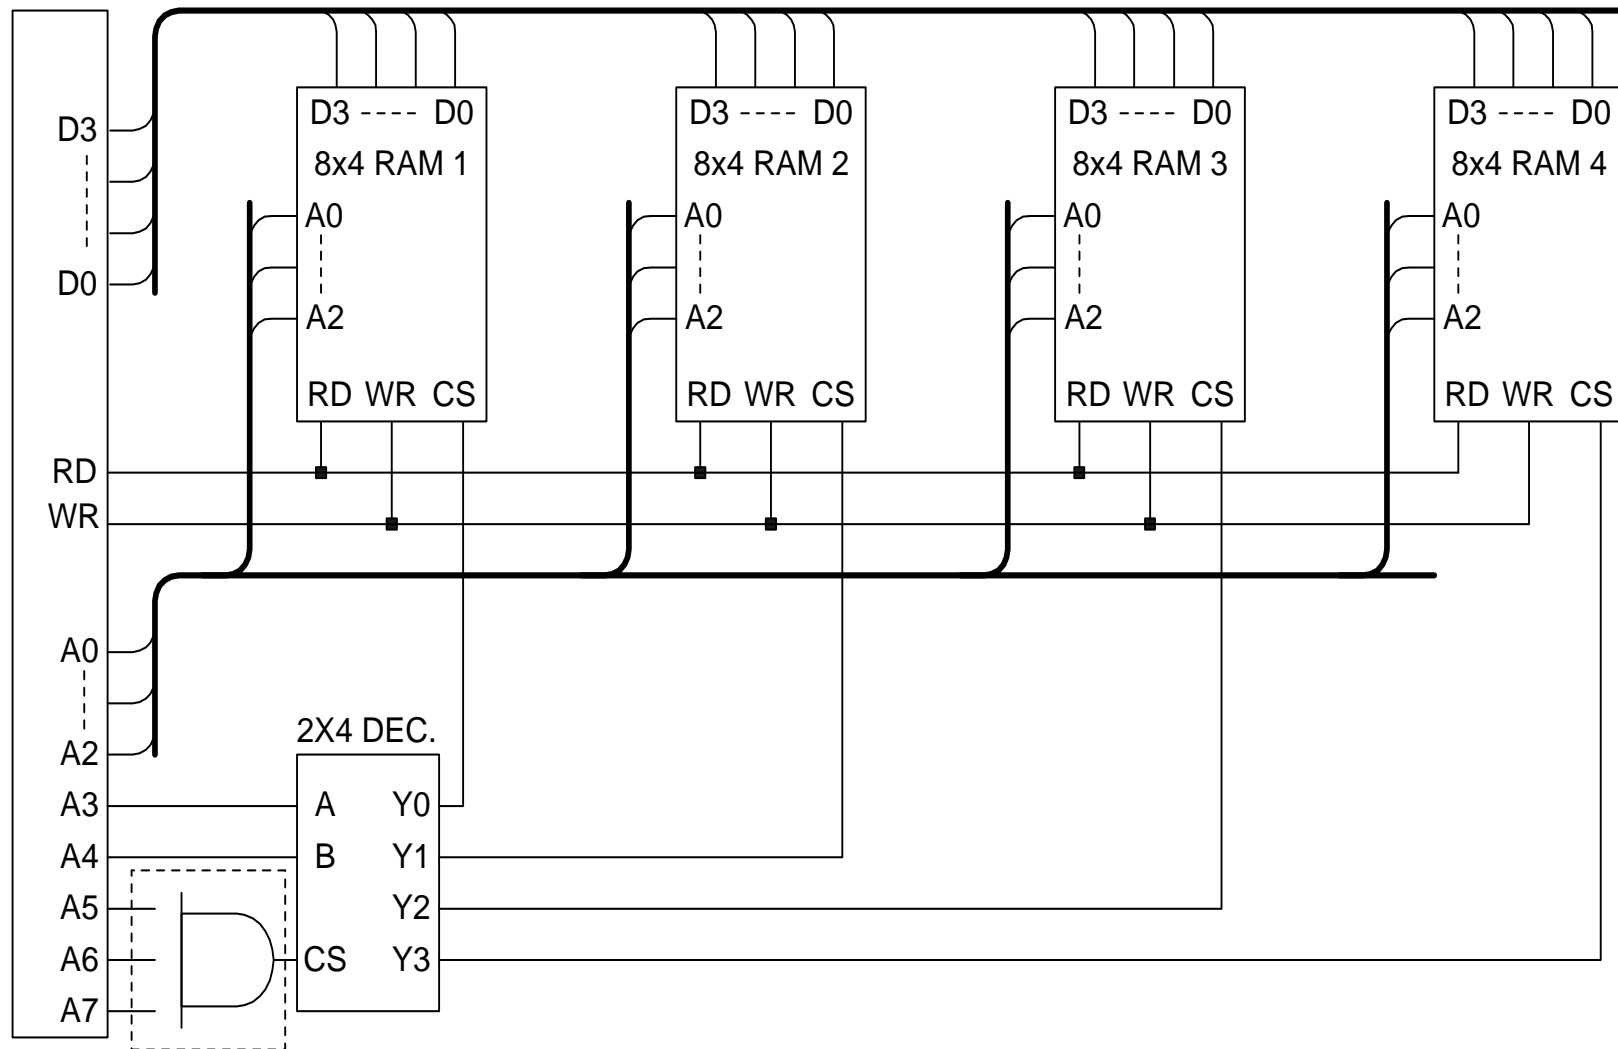 D3 D0 D3 D0 D3 D0 D3 D0
D3
8x4 RAM 1 8x4 RAM 2 8x4 RAM 3 8x4 RAM 4
A0 A0 A0 A0
D0
A2 A2 A2 A2
RD WR CS RD WR CS RD WR CS RD WR CS
RD
WR
A0
2X4 DEC.
A2
A3 A Y0
A4 B Y1
A5 Y2
A6 CS Y3
A7